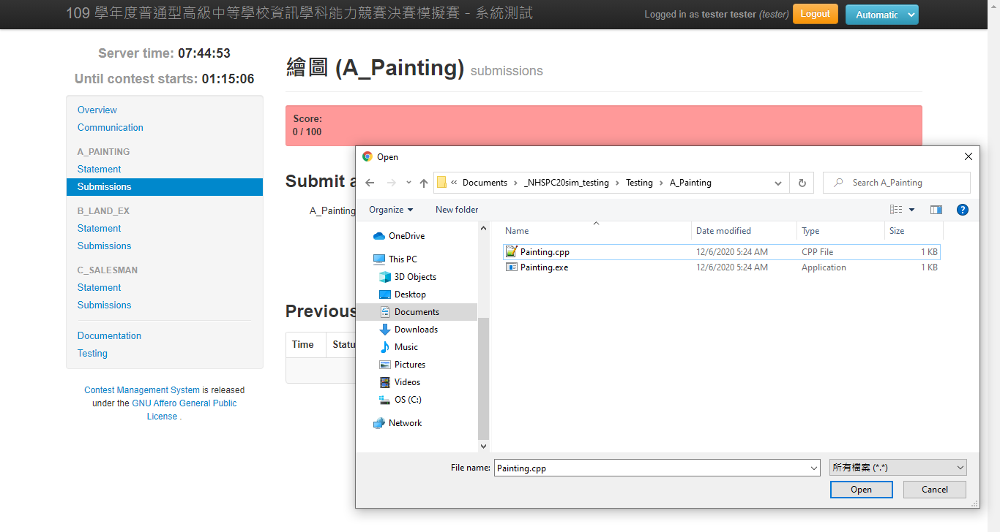 109 學年度普通型高級中等學校資訊學科能力競賽決賽模擬賽 - 系統測試
Logged in as tester tester (tester) Logout Automatic
Server time: 07:44:53
Until contest starts: 01:15:06
Overview
Communication
A_PAINTING
Statement
Submissions
B_LAND_EX
Statement
Submissions
C_SALESMAN
Statement
Submissions
Documentation
Testing
Contest Management System is released
under the GNU Affero General Public
License .
繪圖 (A_Painting) submissions
Score:
0 / 100
Submit a
A_Painting
Previous
Time Statu
Open
« Documents › _NHSPC20sim_testing › Testing › A_Painting
Search A_Painting
Organize New folder
OneDrive
This PC
3D Objects
Desktop
Documents
Downloads
Music
Pictures
Videos
OS (C:)
Network
Name Date modified Type Size
Painting.cpp 12/6/2020 5:24 AM CPP File 1 KB
Painting.exe 12/6/2020 5:24 AM Application 1 KB
File name: Painting.cpp 所有檔案 (*.*)
Open Cancel